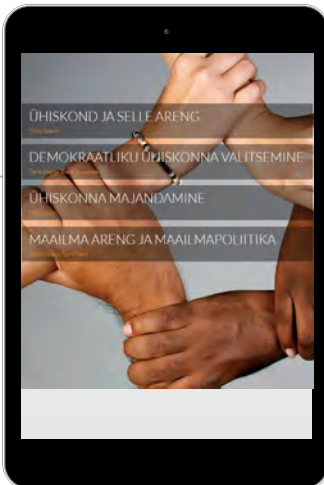 ÜHISKOND JA SELLE ARENG
DEMOKRAATLIKU ÜHISKONNA VALITSEMINE
ÜHISKONNA MAJANDAMINE
MAAILMA ARENG JA MAAILMAPOLIITIKA